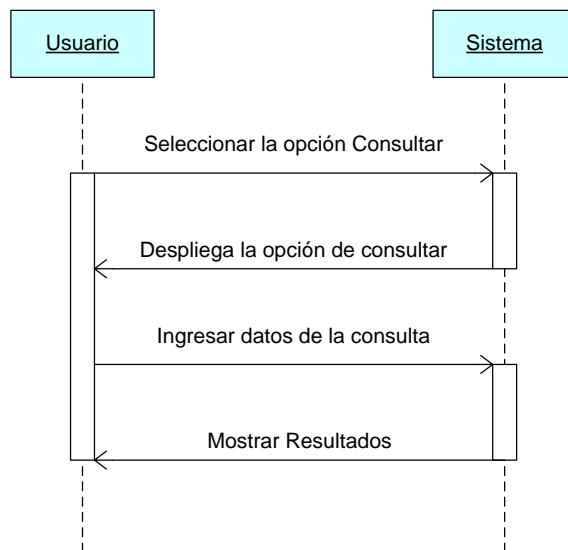 Usuario
Sistema
Seleccionar la opción Consultar
Despliega la opción de consultar
Ingresar datos de la consulta
Mostrar Resultados